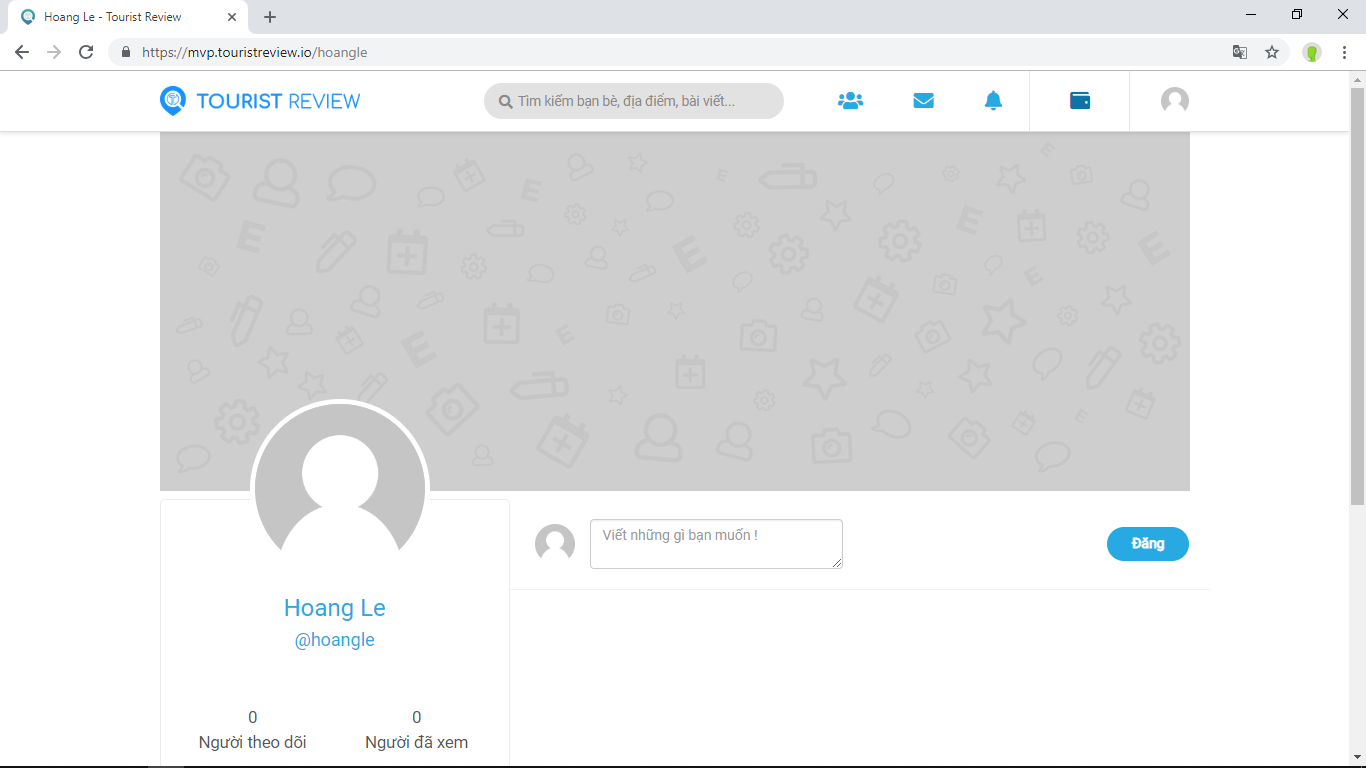 Hoang Le - Tourist Review
https://mvp.touristreview.io/hoangle
TOURIST REVIEW
Tìm kiếm bạn bè, địa điểm, bài viết...
Viết những gì bạn muốn !
Đăng
Hoang Le
@hoangle
0 0
Người theo dõi Người đã xem